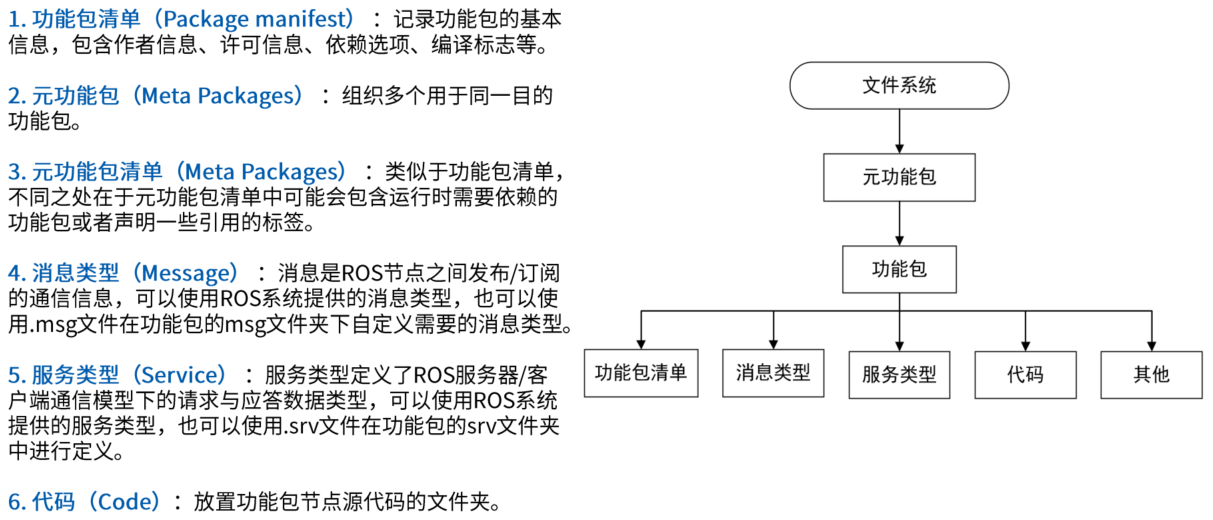 1. 功能包清单（Package manifest）：记录功能包的基本
信息，包含作者信息、许可信息、依赖选项、编译标志等。
2. 元功能包（Meta Packages）：组织多个用于同一目的
功能包。
3. 元功能包清单（Meta Packages）：类似于功能包清单，
不同之处在于元功能包清单中可能会包含运行时需要依赖的
功能包或者声明一些引用的标签。
4. 消息类型（Message）：消息是ROS节点之间发布/订阅
的通信信息，可以使用ROS系统提供的消息类型，也可以使
用.msg文件在功能包的msg文件夹下自定义需要的消息类型。
5. 服务类型（Service）：服务类型定义了ROS服务器/客
户端通信模型下的请求与应答数据类型，可以使用ROS系统
提供的服务类型，也可以使用.srv文件在功能包的srv文件夹
中进行定义。
6. 代码（Code）：放置功能包节点源代码的文件夹。
文件系统
元功能包
功能包
功能包清单
消息类型
服务类型
代码
其他